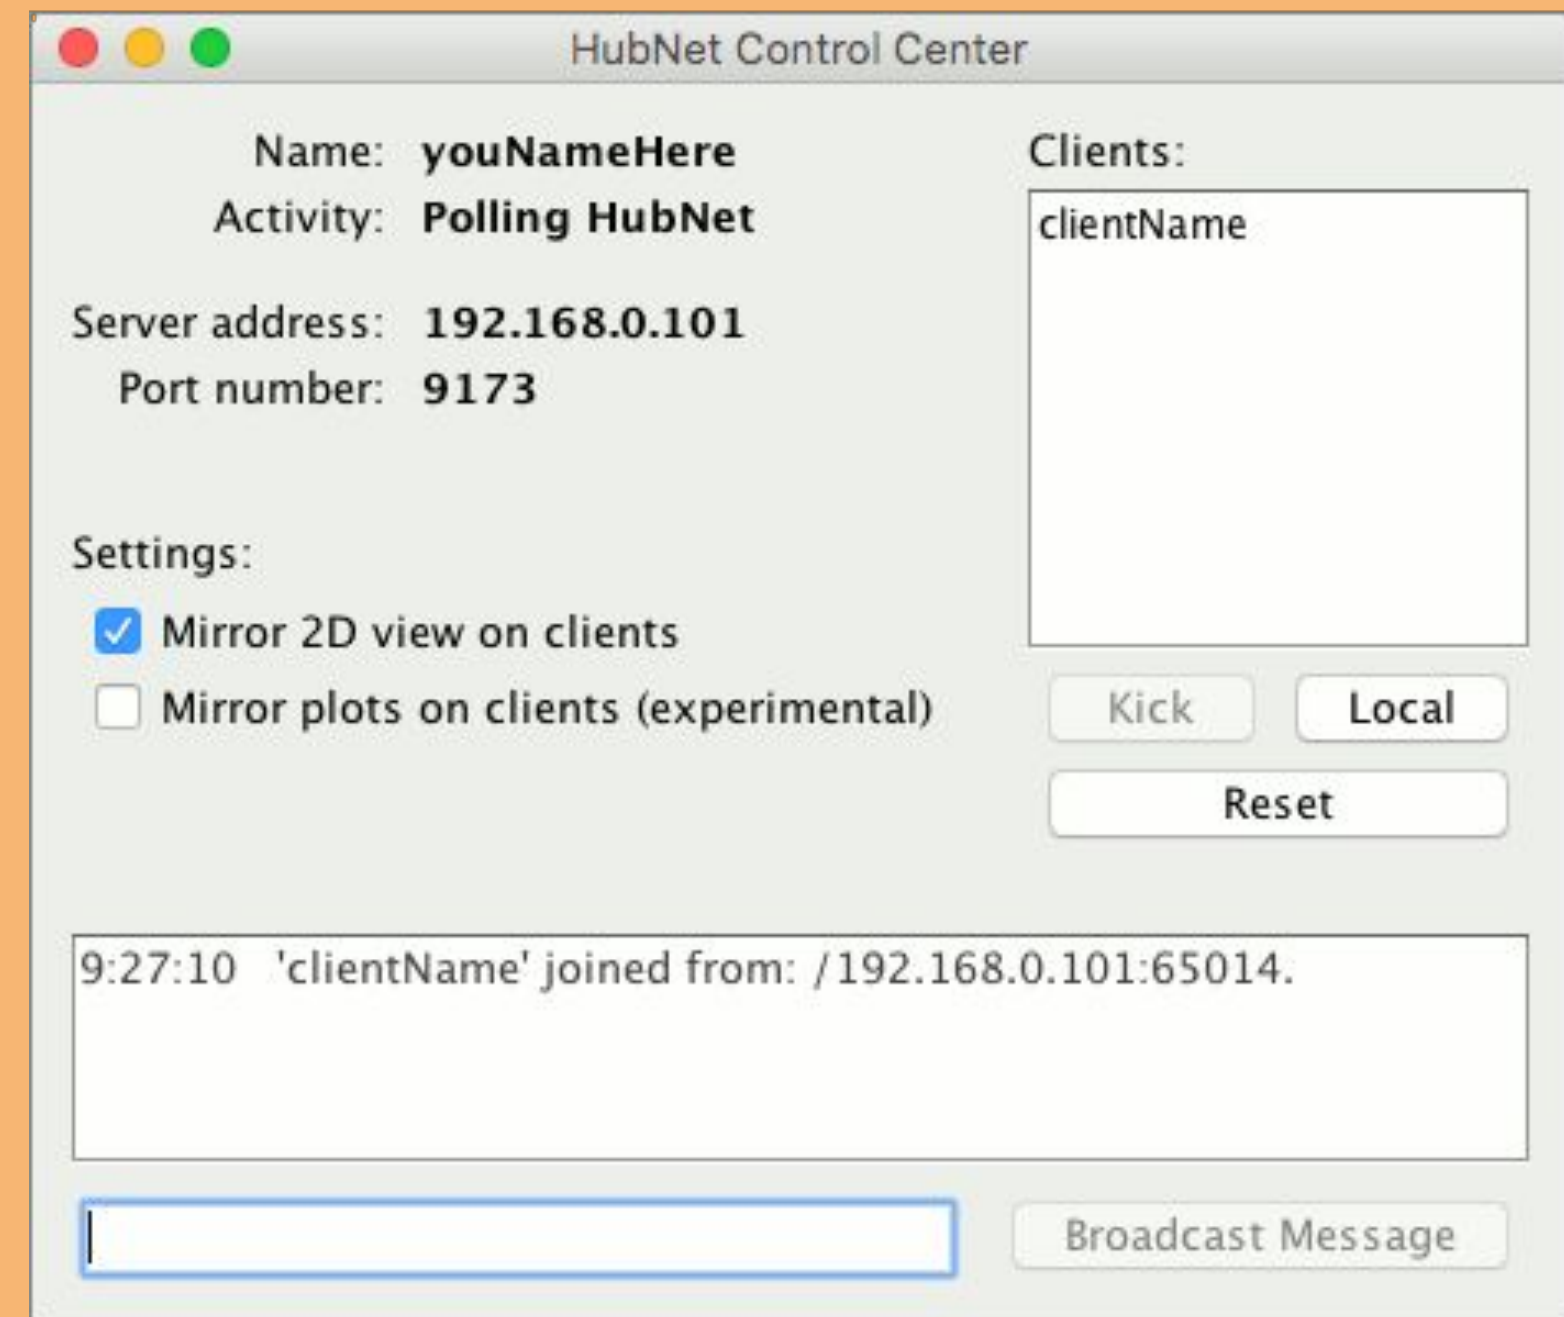 HubNet Control Center
Name: youNameHere
Activity: Polling HubNet
Server address: 192.168.0.101
Port number: 9173
Clients:
clientName
Settings:
Mirror 2D view on clients
Mirror plots on clients (experimental)
Kick
Local
Reset
9:27:10 'clientName' joined from: /192.168.0.101:65014.
Broadcast Message